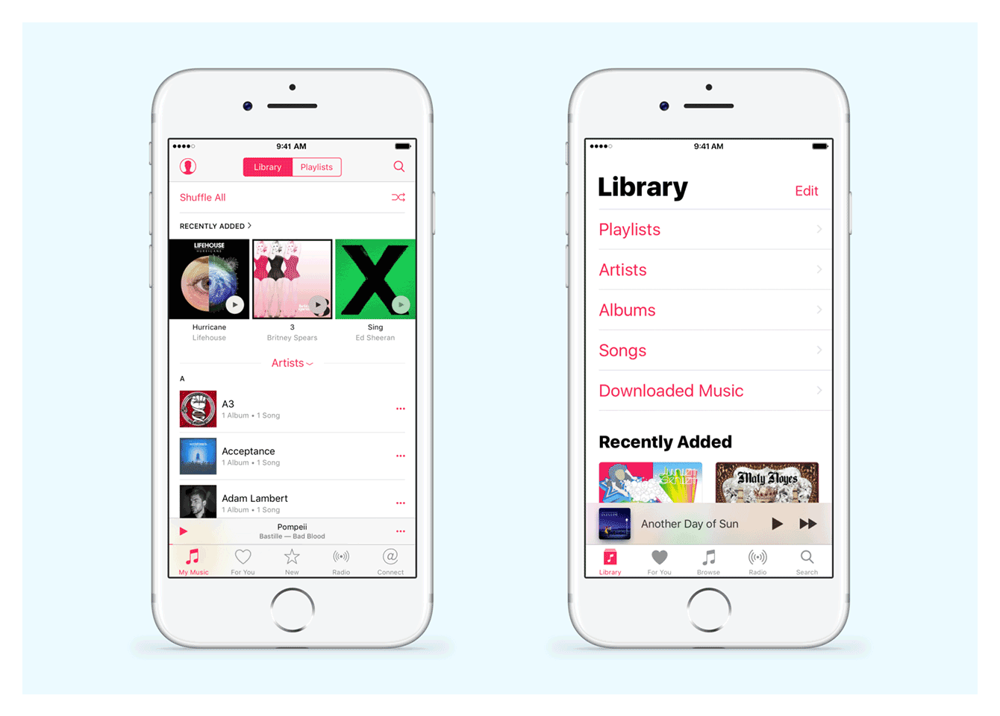 9:41 AM
Library
Playlists
Shuffle All
RECENTLY ADDED
LIFEHOUSE
HURRICANE
Hurricane
Lifehouse
3
Britney Spears
Sing
Ed Sheeran
Artists
A
A3
1 Album • 1 Song
Acceptance
1 Album • 1 Song
Adam Lambert
1 Album • 1 Song
Pompeii
Bastille — Bad Blood
My Music
For You
New
Radio
Connect
9:41 AM
Library
Edit
Playlists
Artists
Albums
Songs
Downloaded Music
Recently Added
Maty Noyes
Another Day of Sun
Library
For You
Browse
Radio
Search